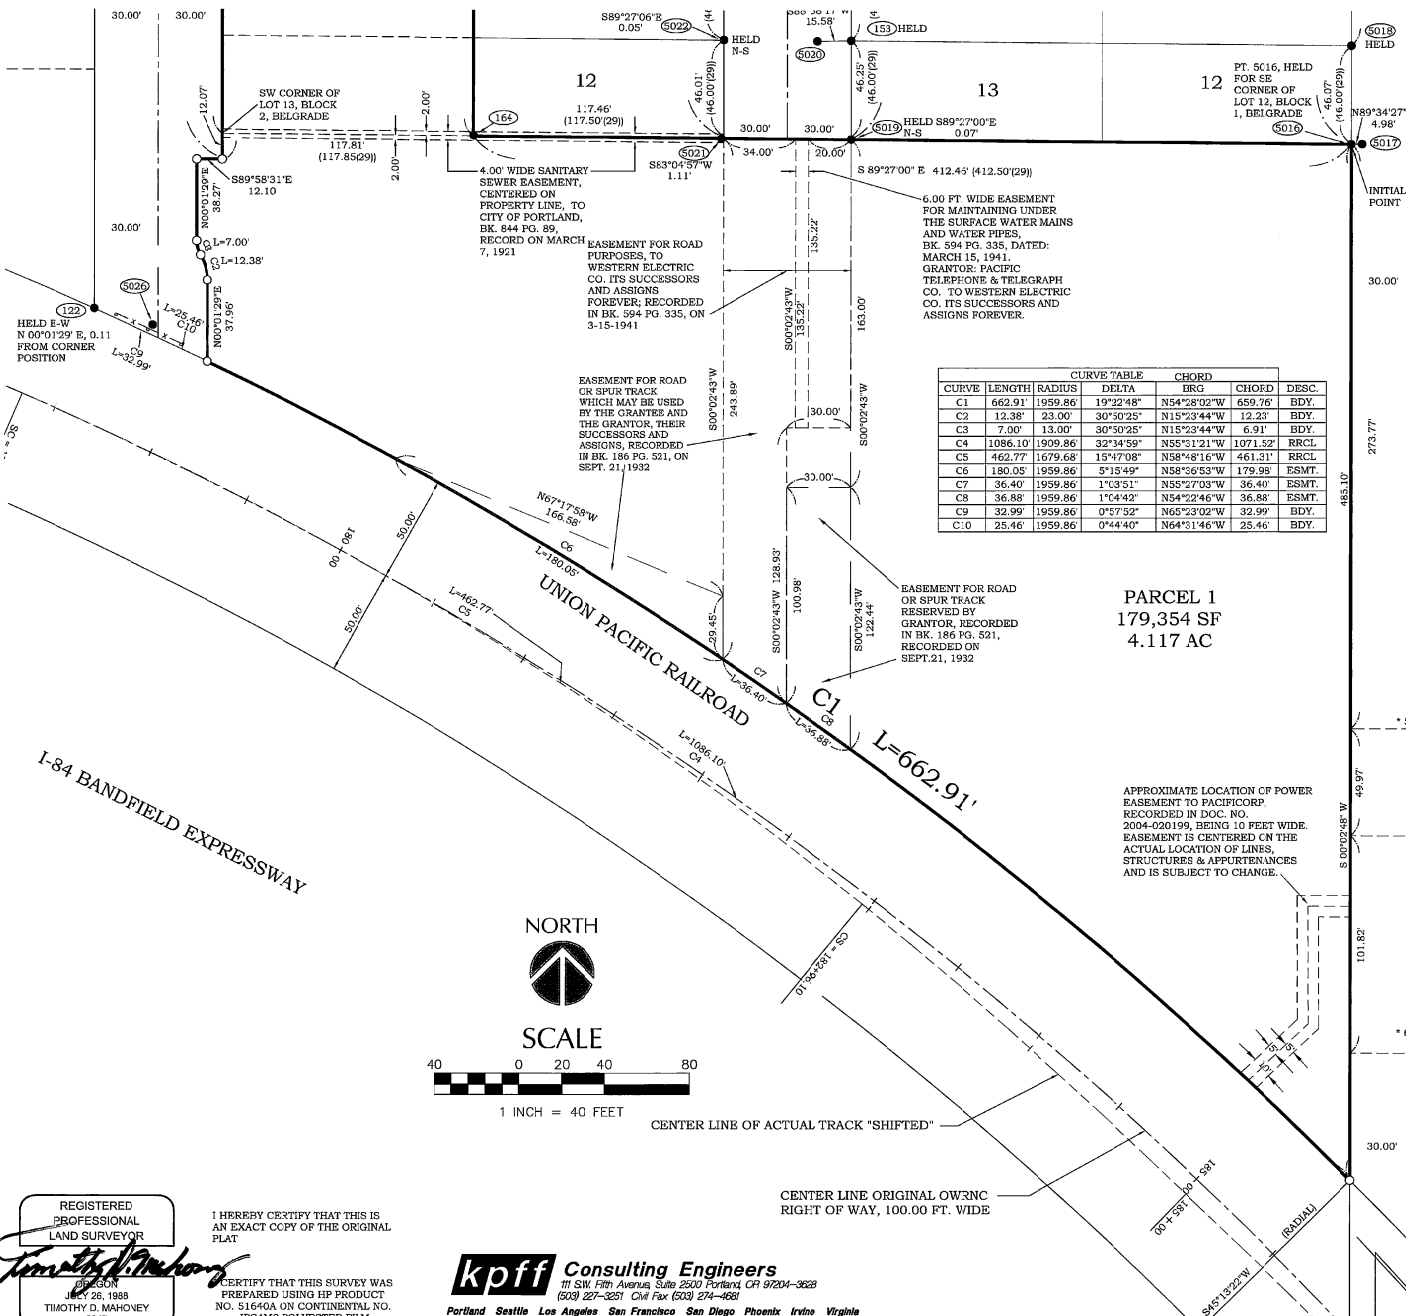 30.00'
30.00'
S89°27'06"E
0.05'
5022
HELD
N-S
15.58'
153 HELD
5020
5018
HELD
12
13
12
PT. 5016, HELD
FOR SE
CORNER OF
LOT 12, BLOCK
1, BELGRADE
5016
46.07'
(46.00'(29))
N89°34'27"
4.98'
5017
INITIAL
POINT
SW CORNER OF
LOT 13, BLOCK
2, BELGRADE
12.07'
2.00'
164
117.46'
(117.50'(29))
46.01'
(46.00'(29))
46.25'
(46.00'(29))
30.00'
30.00'
5019
HELD S89°27'00"E
N-S 0.07'
117.81'
(117.85(29))
2.00'
5021
S63°04'57"W
1.11'
34.00'
20.00'
S 89°27'00" E 412.46' (412.50'(29))
S89°58'31"E
12.10
N00°01'29"E
38.27'
4.00' WIDE SANITARY
SEWER EASEMENT,
CENTERED ON
PROPERTY LINE, TO
CITY OF PORTLAND,
BK. 844 PG. 89,
RECORD ON MARCH
7, 1921
6.00 FT. WIDE EASEMENT
FOR MAINTAINING UNDER
THE SURFACE WATER MAINS
AND WATER PIPES,
BK. 594 PG. 335, DATED:
MARCH 15, 1941.
GRANTOR: PACIFIC
TELEPHONE & TELEGRAPH
CO. TO WESTERN ELECTRIC
CO. ITS SUCCESSORS AND
ASSIGNS FOREVER.
EASEMENT FOR ROAD
PURPOSES, TO
WESTERN ELECTRIC
CO. ITS SUCCESSORS
AND ASSIGNS
FOREVER; RECORDED
IN BK. 594 PG. 335, ON
3-15-1941
30.00'
C3
L=7.00'
C2
L=12.38'
N00°01'29"E
37.96'
5026
122
HELD E-W
N 00°01'29' E, 0.11
FROM CORNER
POSITION
L=25.46'
C10
C9
L=32.99'
135.22'
S00°02'43"W
135.22'
163.00'
30.00'
S00°02'43"W
243.89'
S00°02'43"W
EASEMENT FOR ROAD
OR SPUR TRACK
WHICH MAY BE USED
BY THE GRANTEE AND
THE GRANTOR, THEIR
SUCCESSORS AND
ASSIGNS, RECORDED
IN BK. 186 PG. 521, ON
SEPT. 21, 1932
30.00'
30.00'
CURVE TABLE CHORD
CURVE LENGTH RADIUS DELTA BRG CHORD DESC.
C1 662.91' 1959.86' 19°22'48" N54°28'02"W 659.76' BDY.
C2 12.38' 23.00' 30°50'25" N15°23'44"W 12.23' BDY.
C3 7.00' 13.00' 30°50'25" N15°23'44"W 6.91' BDY.
C4 1086.10' 1909.86' 32°34'59" N55°31'21"W 1071.52' RRCL
C5 462.77' 1679.68' 15°47'08" N58°48'16"W 461.31' RRCL
C6 180.05' 1959.86' 5°15'49" N58°36'53"W 179.98' ESMT.
C7 36.40' 1959.86' 1°03'51" N55°27'03"W 36.40' ESMT.
C8 36.88' 1959.86' 1°04'42" N54°22'46"W 36.88' ESMT.
C9 32.99' 1959.86' 0°57'52" N65°23'02"W 32.99' BDY.
C10 25.46' 1959.86' 0°44'40" N64°31'46"W 25.46' BDY.
273.77'
485.10'
N67°17'58"W
166.58'
C6
L=180.05'
50.00'
50.00'
180 + 00
L=462.77'
C5
UNION PACIFIC RAILROAD
29.45'
S00°02'43"W 128.93'
100.98'
S00°02'43"W
122.44'
EASEMENT FOR ROAD
OR SPUR TRACK
RESERVED BY
GRANTOR, RECORDED
IN BK. 186 PG. 521,
RECORDED ON
SEPT.21, 1932
PARCEL 1
179,354 SF
4.117 AC
C7
L=36.40'
C8
L=36.88'
C1
L=662.91'
L=1086.10'
C4
I-84 BANDFIELD EXPRESSWAY
49.97'
S 00°02'48" W
APPROXIMATE LOCATION OF POWER
EASEMENT TO PACIFICORP
RECORDED IN DOC. NO.
2004-020199, BEING 10 FEET WIDE.
EASEMENT IS CENTERED ON THE
ACTUAL LOCATION OF LINES,
STRUCTURES & APPURTENANCES
AND IS SUBJECT TO CHANGE.
101.82'
NORTH
SCALE
40 0 20 40 80
1 INCH = 40 FEET
CS = 182+96.10
5'
5'
10'
CENTER LINE OF ACTUAL TRACK "SHIFTED"
CENTER LINE ORIGINAL OWRNC
RIGHT OF WAY, 100.00 FT. WIDE
185 + 00
185 + 00
30.00'
(RADIAL)
S45°13'22"W
REGISTERED
PROFESSIONAL
LAND SURVEYOR
Timothy D. Mahoney
OREGON
JULY 26, 1988
TIMOTHY D. MAHONEY
I HEREBY CERTIFY THAT THIS IS
AN EXACT COPY OF THE ORIGINAL
PLAT
CERTIFY THAT THIS SURVEY WAS
PREPARED USING HP PRODUCT
NO. 51640A ON CONTINENTAL NO.
kpff Consulting Engineers
111 S.W. Fifth Avenue, Suite 2500 Portland, OR 97204-3628
(503) 227-3251 Civil Fax (503) 274-4681
Portland Seattle Los Angeles San Francisco San Diego Phoenix Irvine Virginia